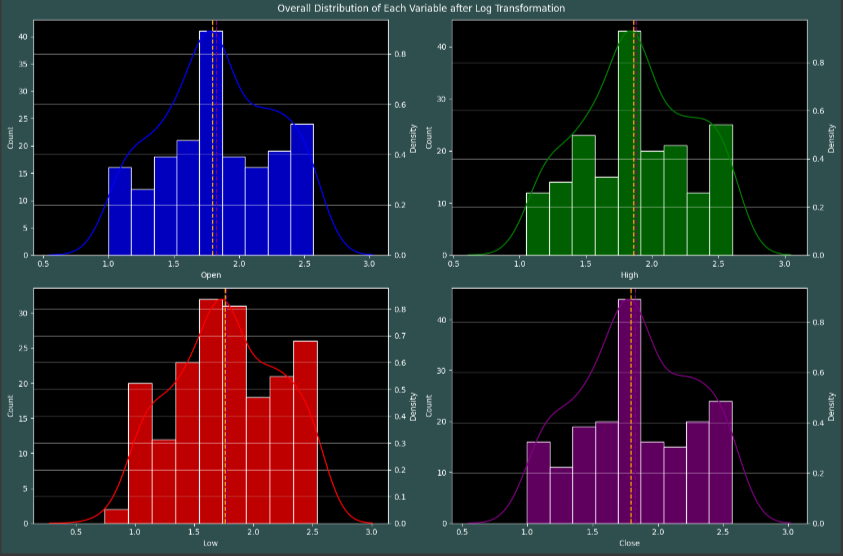 Overall Distribution of Each Variable after Log Transformation
Count
40
35
30
25
20
15
10
5
0
0.5 1.0 1.5 2.0 2.5 3.0
Open
0.8
0.6
0.4
0.2
0.0
Density
Count
40
30
20
10
0
0.5 1.0 1.5 2.0 2.5 3.0
High
0.8
0.6
0.4
0.2
0.0
Density
Count
30
25
20
15
10
5
0
0.5 1.0 1.5 2.0 2.5 3.0
Low
0.8
0.7
0.6
0.5
0.4
0.3
0.2
0.1
0.0
Density
Count
40
30
20
10
0
0.5 1.0 1.5 2.0 2.5 3.0
Close
0.8
0.6
0.4
0.2
0.0
Density